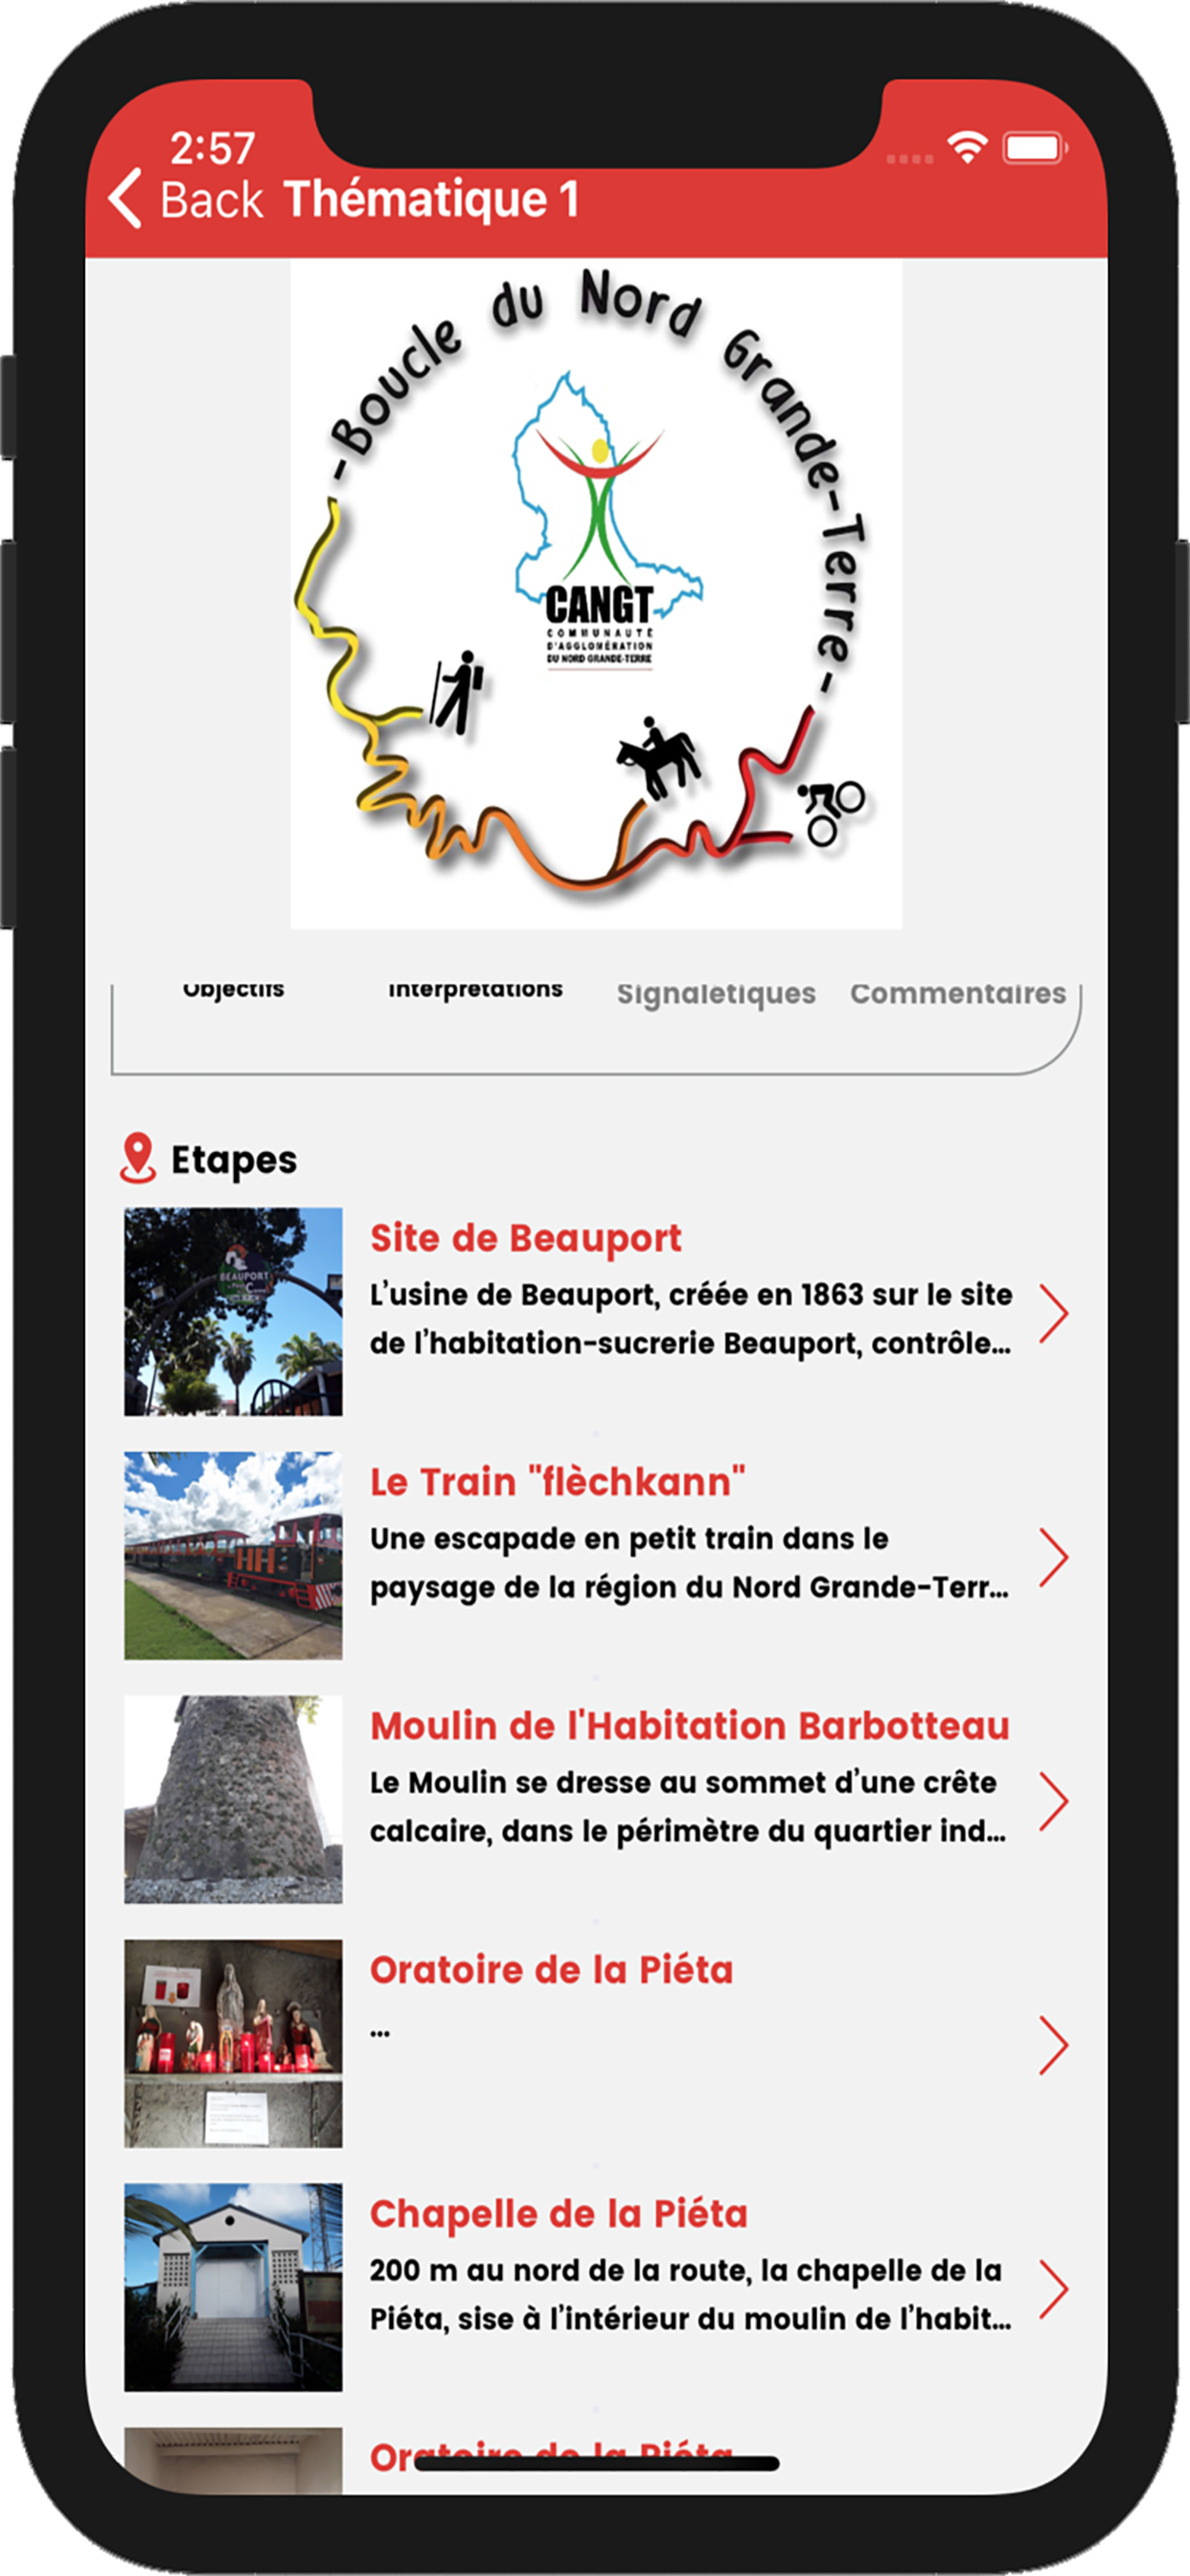 2:57
Back Thématique 1
-Boucle du Nord Grande-Terre-
CANGT
COMMUNAUTÉ
D'AGGLOMÉRATION
DU NORD GRANDE-TERRE
Objectifs Interprétations Signalétiques Commentaires
Etapes
BEAUPORT
Site de Beauport
L’usine de Beauport, créée en 1863 sur le site
de l’habitation-sucrerie Beauport, contrôle...
Le Train "flèchkann"
Une escapade en petit train dans le
paysage de la région du Nord Grande-Terr...
Moulin de l'Habitation Barbotteau
Le Moulin se dresse au sommet d’une crête
calcaire, dans le périmètre du quartier ind...
Oratoire de la Piéta
...
Chapelle de la Piéta
200 m au nord de la route, la chapelle de la
Piéta, sise à l’intérieur du moulin de l’habit...
Oratoire de la Piéta